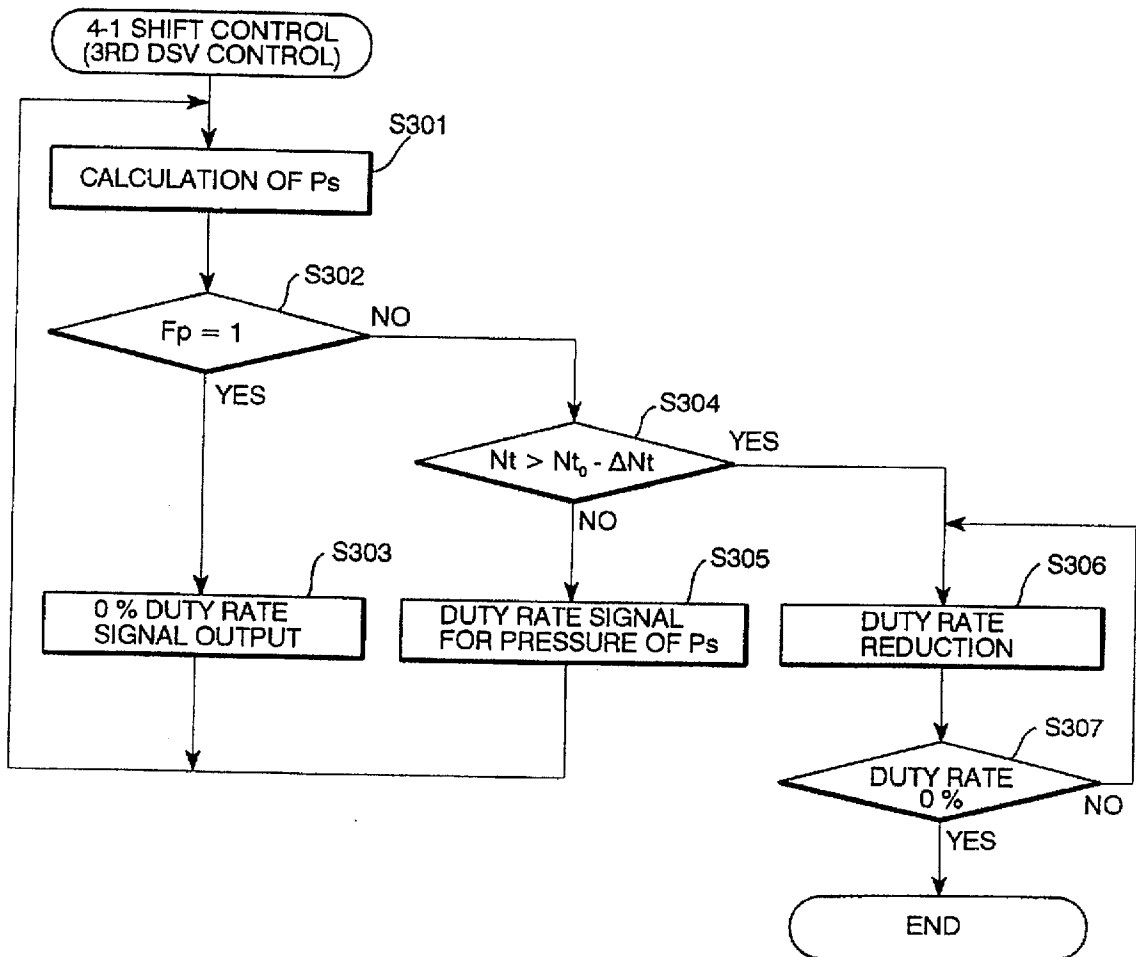 4-1 SHIFT CONTROL
(3RD DSV CONTROL)
S301
CALCULATION OF Ps
S302
Fp = 1
NO
YES
S304
Nt > Nt₀ - ΔNt
YES
NO
S303
0 % DUTY RATE
SIGNAL OUTPUT
S305
DUTY RATE SIGNAL
FOR PRESSURE OF Ps
S306
DUTY RATE
REDUCTION
S307
DUTY RATE
0 %
NO
YES
END